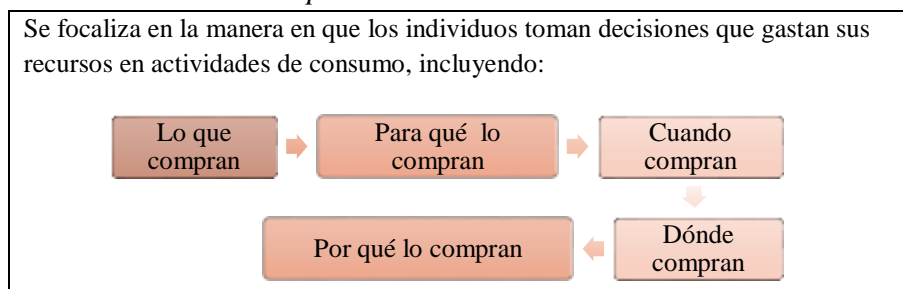 Se focaliza en la manera en que los individuos toman decisiones que gastan sus
recursos en actividades de consumo, incluyendo:
Lo que
compran
Para qué lo
compran
Cuando
compran
Dónde
compran
Por qué lo compran